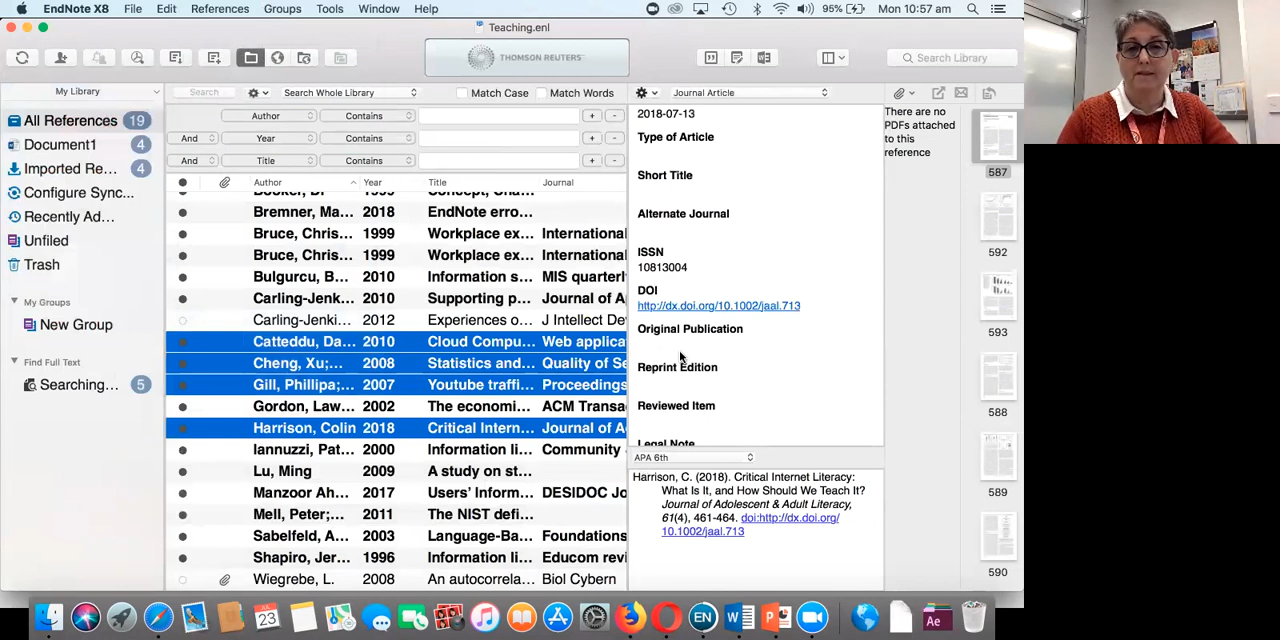 EndNote X8 File Edit References Groups Tools Window Help 95% Mon 10:57 am
Teaching.enl
THOMSON REUTERS
Search Library
My Library
Search Search Whole Library Match Case Match Words Journal Article
All References 19
Document1 4
Imported Re... 4
Configure Sync...
Recently Ad...
Unfiled
Trash
My Groups
New Group
Find Full Text
Searching... 5
Author Contains + -
And Year Contains + -
And Title Contains + -
Author Year Title Journal
Bremner, Ma... 2018 EndNote erro...
Bruce, Chris... 1999 Workplace ex... International
Bruce, Chris... 1999 Workplace ex... International
Bulgurcu, B... 2010 Information s... MIS quarterl
Carling-Jenk... 2010 Supporting p... Journal of A
Carling-Jenki... 2012 Experiences o... J Intellect De
Catteddu, Da... 2010 Cloud Compu... Web applica
Cheng, Xu;... 2008 Statistics and... Quality of Se
Gill, Phillipa;... 2007 Youtube traffi... Proceedings
Gordon, Law... 2002 The economi... ACM Transa
Harrison, Colin 2018 Critical Intern... Journal of A
Iannuzzi, Pat... 2000 Information li... Community
Lu, Ming 2009 A study on st...
Manzoor Ah... 2017 Users' Inform... DESIDOC Jo
Mell, Peter;... 2011 The NIST defi...
Sabelfeld, A... 2003 Language-Ba... Foundations
Shapiro, Jer... 1996 Information li... Educom revi
Wiegrebe, L. 2008 An autocorrela... Biol Cybern
2018-07-13
Type of Article
Short Title
Alternate Journal
ISSN
10813004
DOI
http://dx.doi.org/10.1002/jaal.713
Original Publication
Reprint Edition
Reviewed Item
Legal Note
APA 6th
Harrison, C. (2018). Critical Internet Literacy:
What Is It, and How Should We Teach It?
Journal of Adolescent & Adult Literacy,
61(4), 461-464. doi:http://dx.doi.org/
10.1002/jaal.713
There are no
PDFs attached
to this
reference
587
592
593
588
589
590
JUL
23
EN
W
P
Ae